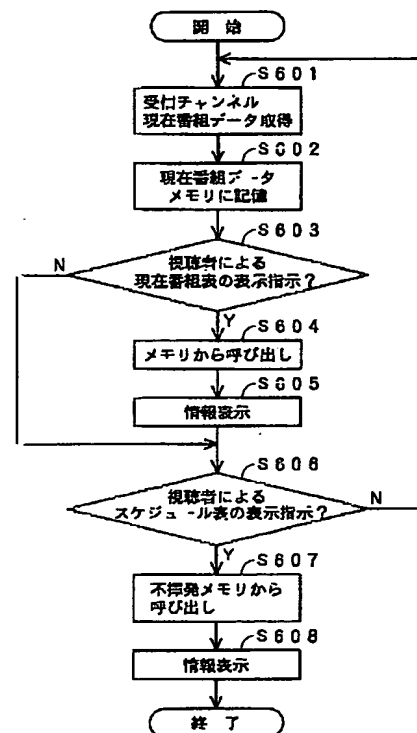 開 始
S601
受信チャンネル
現在番組データ取得
S602
現在番組データ
メモリに記憶
S603
視聴者による
現在番組表の表示指示？
N
Y
S604
メモリから呼び出し
S605
情報表示
S606
視聴者による
スケジュール表の表示指示？
N
Y
S607
不揮発メモリから
呼び出し
S608
情報表示
終 了